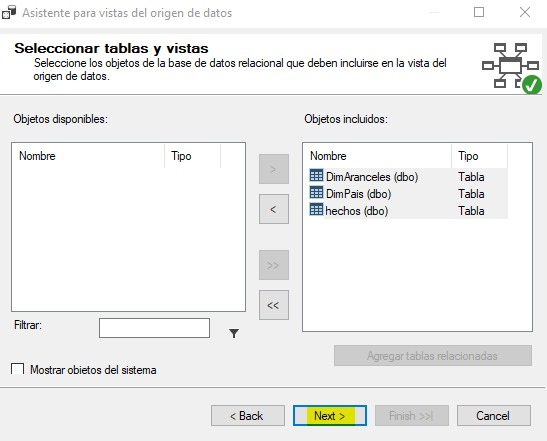 Asistente para vistas del origen de datos
Seleccionar tablas y vistas
Seleccione los objetos de la base de datos relacional que deben incluirse en la vista del
origen de datos.
Objetos disponibles:
Nombre Tipo
Objetos incluidos:
Nombre Tipo
DimAranceles (dbo) Tabla
DimPais (dbo) Tabla
hechos (dbo) Tabla
>
<
>>
<<
Filtrar:
Agregar tablas relacionadas
Mostrar objetos del sistema
< Back Next > Finish >>| Cancel